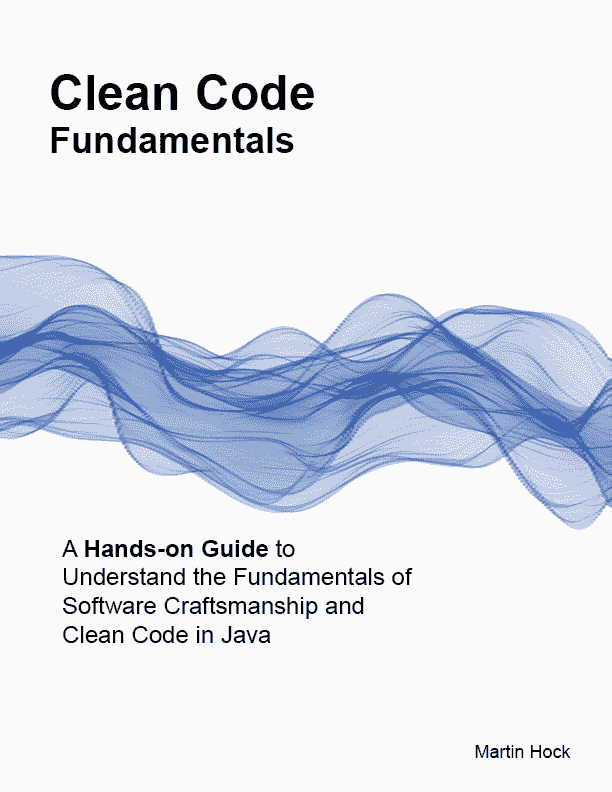 Clean Code
Fundamentals
A Hands-on Guide to
Understand the Fundamentals of
Software Craftsmanship and
Clean Code in Java
Martin Hock